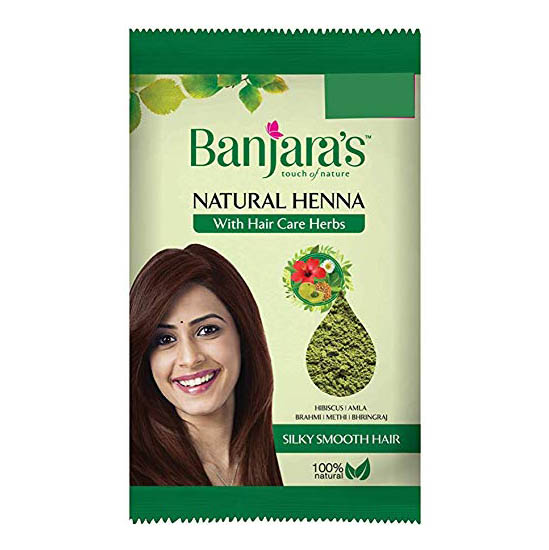 Banjara's™
touch of nature
NATURAL HENNA
With Hair Care Herbs
HIBISCUS | AMLA
BRAHMI | METHI | BHRINGRAJ
SILKY SMOOTH HAIR
100%
natural